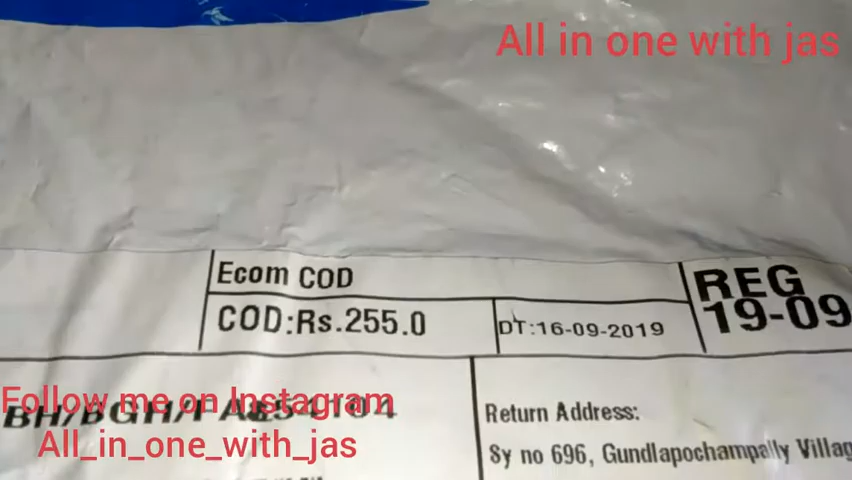 All in one with jas
Ecom COD
REG
COD:Rs.255.0
DT:16-09-2019
19-09
Follow me on Instagram
All_in_one_with_jas
Return Address:
Sy no 696, Gundlapochampally